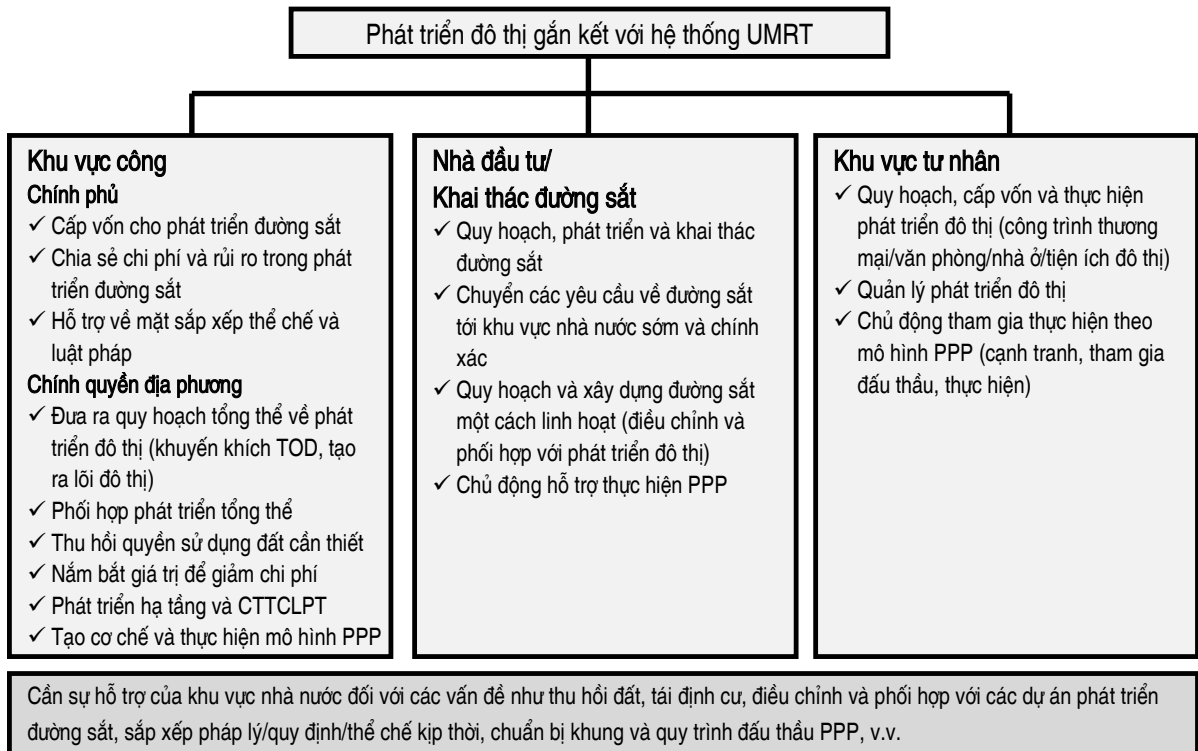 Phát triển đô thị gắn kết với hệ thống UMRT
Khu vực công
Chính phủ
✓ Cấp vốn cho phát triển đường sắt
✓ Chia sẻ chi phí và rủi ro trong phát
triển đường sắt
✓ Hỗ trợ về mặt sắp xếp thể chế và
luật pháp
Chính quyền địa phương
✓ Đưa ra quy hoạch tổng thể về phát
triển đô thị (khuyến khích TOD, tạo
ra lõi đô thị)
✓ Phối hợp phát triển tổng thể
✓ Thu hồi quyền sử dụng đất cần thiết
✓ Nắm bắt giá trị để giảm chi phí
✓ Phát triển hạ tầng và CTTCLPT
✓ Tạo cơ chế và thực hiện mô hình PPP
Nhà đầu tư/
Khai thác đường sắt
✓ Quy hoạch, phát triển và khai thác
đường sắt
✓ Chuyển các yêu cầu về đường sắt
tới khu vực nhà nước sớm và chính
xác
✓ Quy hoạch và xây dựng đường sắt
một cách linh hoạt (điều chỉnh và
phối hợp với phát triển đô thị)
✓ Chủ động hỗ trợ thực hiện PPP
Khu vực tư nhân
✓ Quy hoạch, cấp vốn và thực hiện
phát triển đô thị (công trình thương
mại/văn phòng/nhà ở/tiện ích đô thị)
✓ Quản lý phát triển đô thị
✓ Chủ động tham gia thực hiện theo
mô hình PPP (cạnh tranh, tham gia
đấu thầu, thực hiện)
Cần sự hỗ trợ của khu vực nhà nước đối với các vấn đề như thu hồi đất, tái định cư, điều chỉnh và phối hợp với các dự án phát triển
đường sắt, sắp xếp pháp lý/quy định/thể chế kịp thời, chuẩn bị khung và quy trình đấu thầu PPP, v.v.